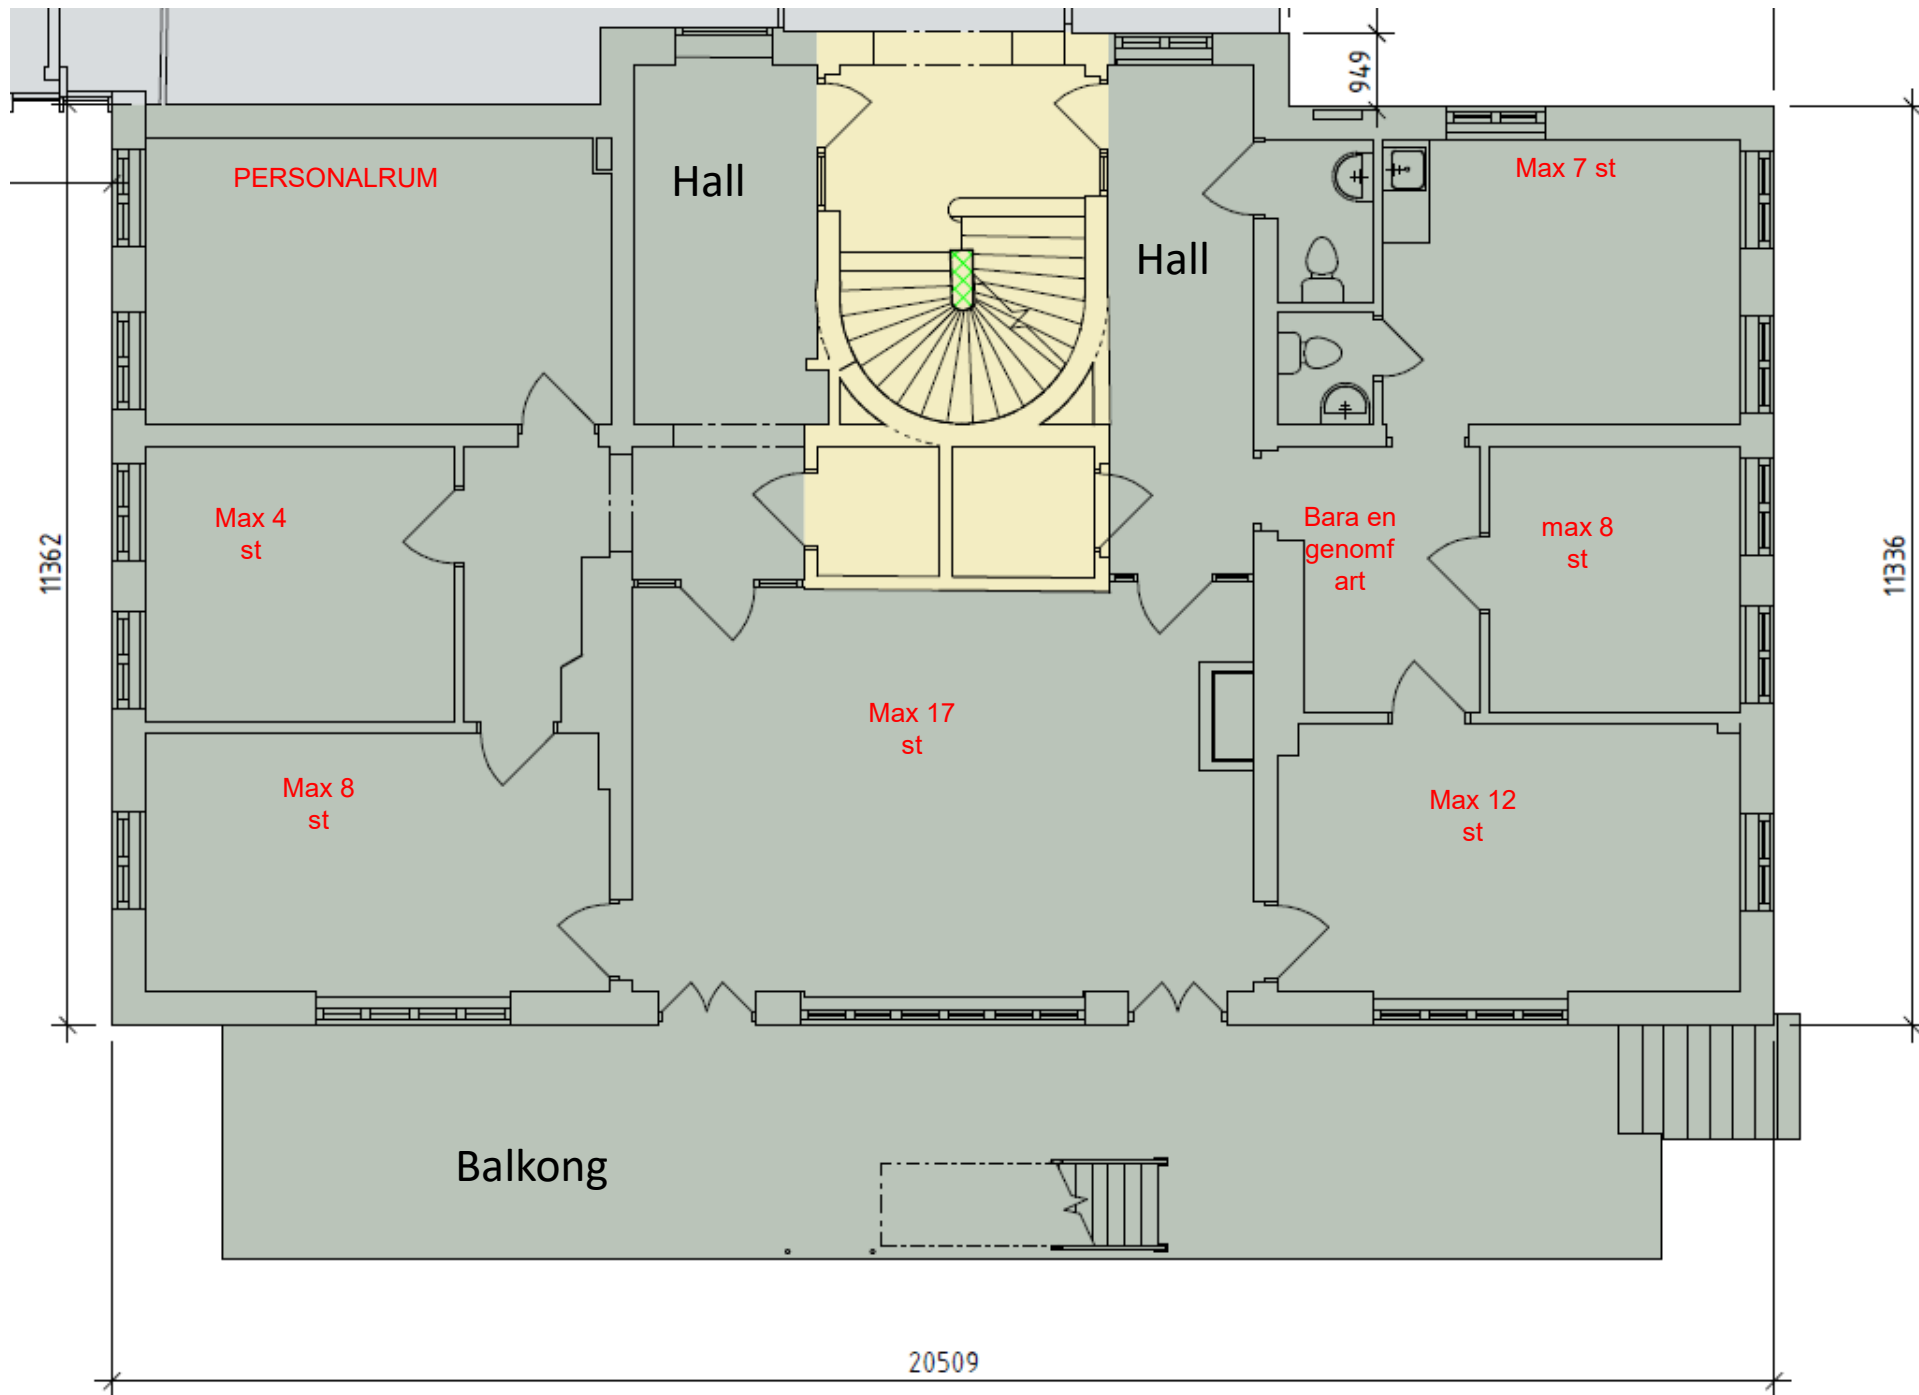 949
PERSONALRUM
Hall
Max 7 st
Hall
Max 4
st
Bara en
genomf
art
max 8
st
11362
11336
Max 17
st
Max 8
st
Max 12
st
Balkong
20509